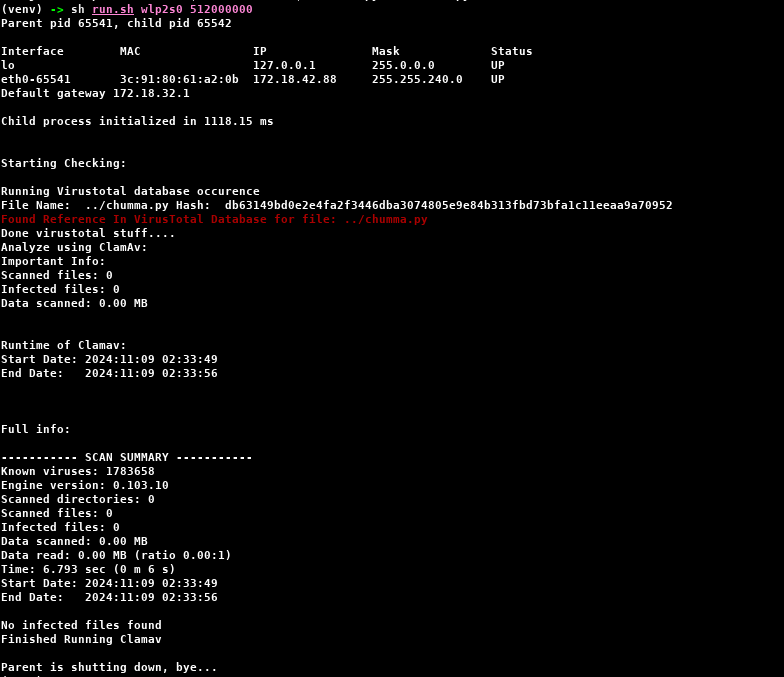 (venv) -> sh run.sh wlp2s0 512000000
Parent pid 65541, child pid 65542
Interface        MAC                IP               Mask             Status
lo                                  127.0.0.1        255.0.0.0        UP
eth0-65541       3c:91:80:61:a2:0b  172.18.42.88     255.255.240.0    UP
Default gateway 172.18.32.1
Child process initialized in 1118.15 ms
Starting Checking:
Running Virustotal database occurence
File Name:  ../chumma.py Hash:  db63149bd0e2e4fa2f3446dba3074805e9e84b313fbd73bfa1c11eeaa9a70952
Found Reference In VirusTotal Database for file: ../chumma.py
Done virustotal stuff....
Analyze using ClamAv:
Important Info:
Scanned files: 0
Infected files: 0
Data scanned: 0.00 MB
Runtime of Clamav:
Start Date: 2024:11:09 02:33:49
End Date:   2024:11:09 02:33:56
Full info:
----------- SCAN SUMMARY -----------
Known viruses: 1783658
Engine version: 0.103.10
Scanned directories: 0
Scanned files: 0
Infected files: 0
Data scanned: 0.00 MB
Data read: 0.00 MB (ratio 0.00:1)
Time: 6.793 sec (0 m 6 s)
Start Date: 2024:11:09 02:33:49
End Date:   2024:11:09 02:33:56
No infected files found
Finished Running Clamav
Parent is shutting down, bye...